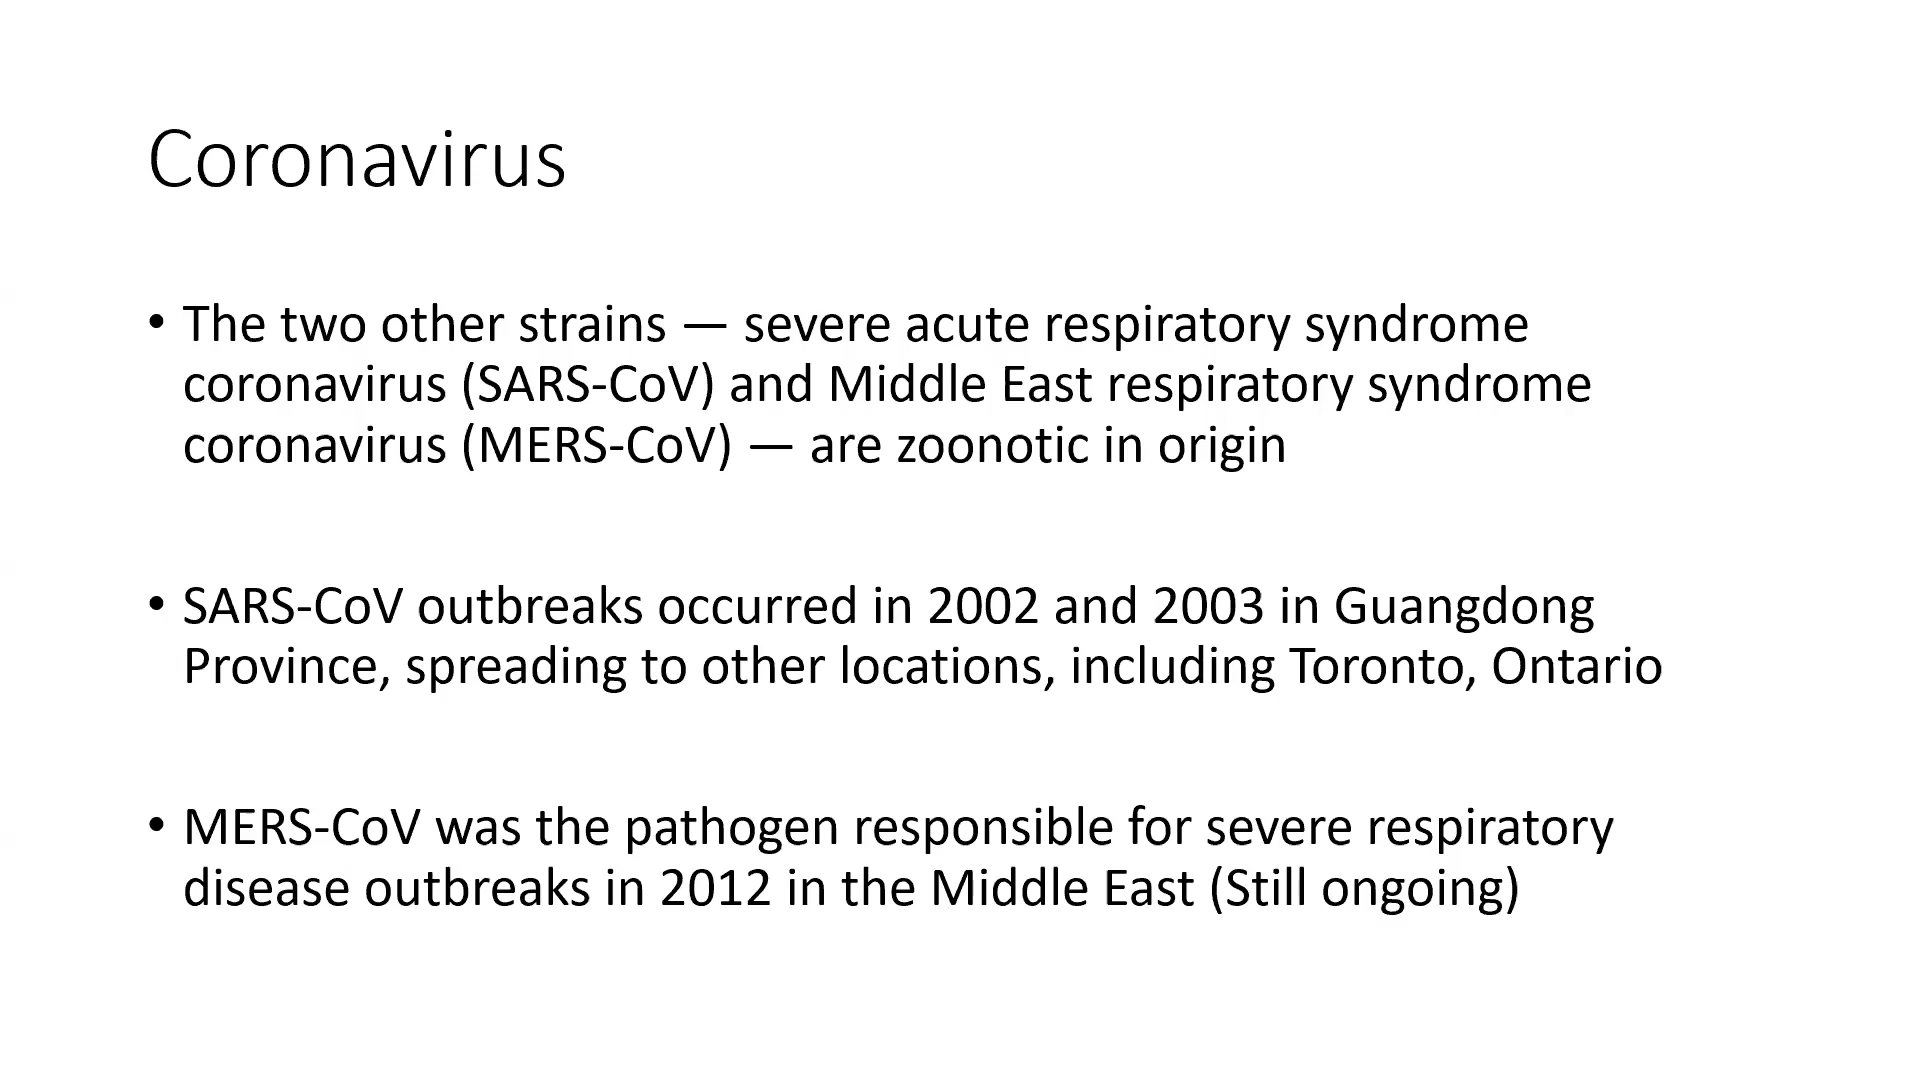 Coronavirus
• The two other strains — severe acute respiratory syndrome
coronavirus (SARS-CoV) and Middle East respiratory syndrome
coronavirus (MERS-CoV) — are zoonotic in origin
• SARS-CoV outbreaks occurred in 2002 and 2003 in Guangdong
Province, spreading to other locations, including Toronto, Ontario
• MERS-CoV was the pathogen responsible for severe respiratory
disease outbreaks in 2012 in the Middle East (Still ongoing)